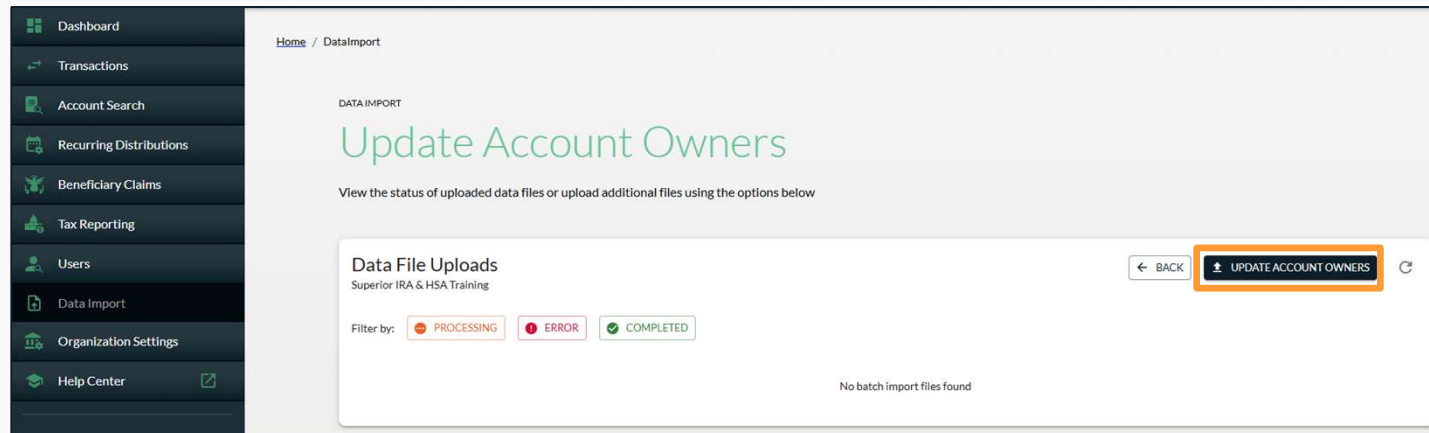 Dashboard
Transactions
Account Search
Recurring Distributions
Beneficiary Claims
Tax Reporting
Users
Data Import
Organization Settings
Help Center
Home / DataImport
DATA IMPORT
Update Account Owners
View the status of uploaded data files or upload additional files using the options below
Data File Uploads
Superior IRA & HSA Training
BACK
UPDATE ACCOUNT OWNERS
Filter by: PROCESSING ERROR COMPLETED
No batch import files found